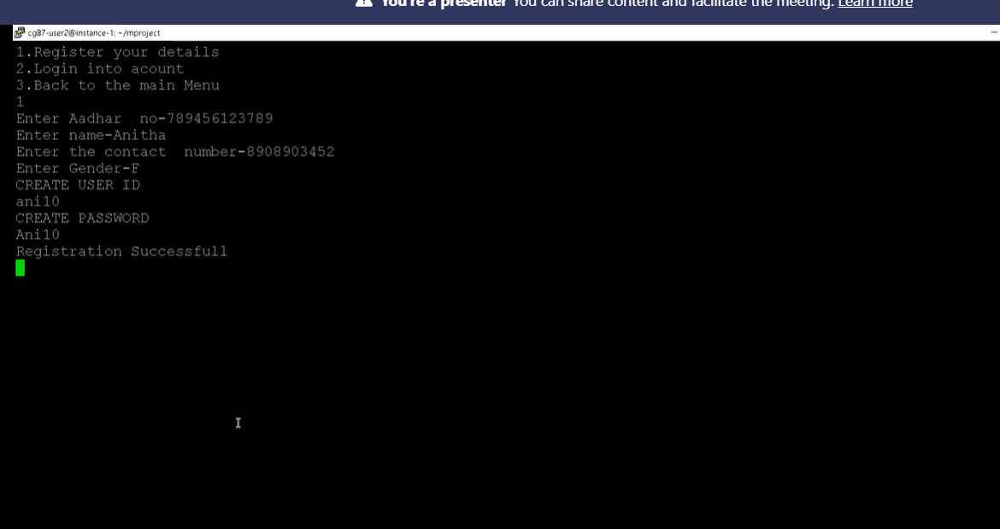 You're a presenter You can share content and facilitate the meeting. Learn more
cg87-user2@instance-1: ~/mproject
1.Register your details
2.Login into acount
3.Back to the main Menu
1
Enter Aadhar  no-789456123789
Enter name-Anitha
Enter the contact  number-8908903452
Enter Gender-F
CREATE USER ID
ani10
CREATE PASSWORD
Ani10
Registration Successfull